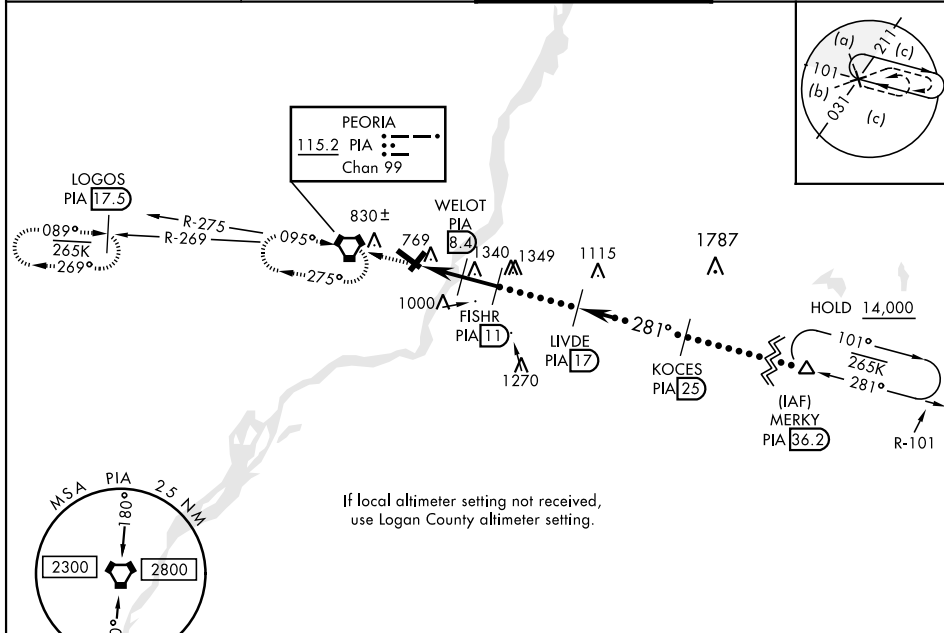 PEORIA
115.2 PIA
Chan 99
(a)
211
(c)
101
(b)
031
(c)
LOGOS
PIA 17.5
R-275
R-269
089°
265K
269°
095°
275°
830 ±
769
WELOT
PIA
8.4
1340
1349
1115
1787
1000
FISHR
PIA 11
1270
LIVDE
PIA 17
281°
KOCES
PIA 25
HOLD 14,000
101°
265K
281°
(IAF)
MERKY
PIA 36.2
R-101
If local altimeter setting not received,
use Logan County altimeter setting.
MSA PIA 25 NM
180°
2300
2800